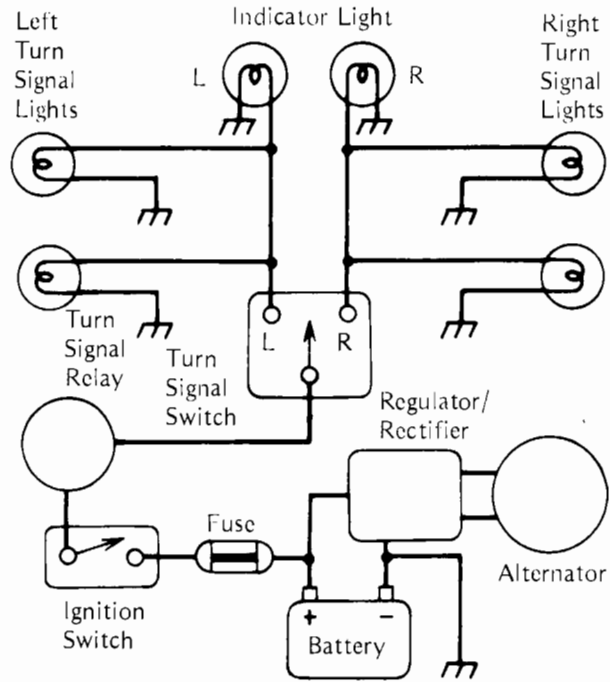 Left
Turn
Signal
Lights
Indicator Light
L
R
Right
Turn
Signal
Lights
L
R
Turn
Signal
Relay
Turn
Signal
Switch
Regulator/
Rectifier
Fuse
Ignition
Switch
+
−
Battery
Alternator